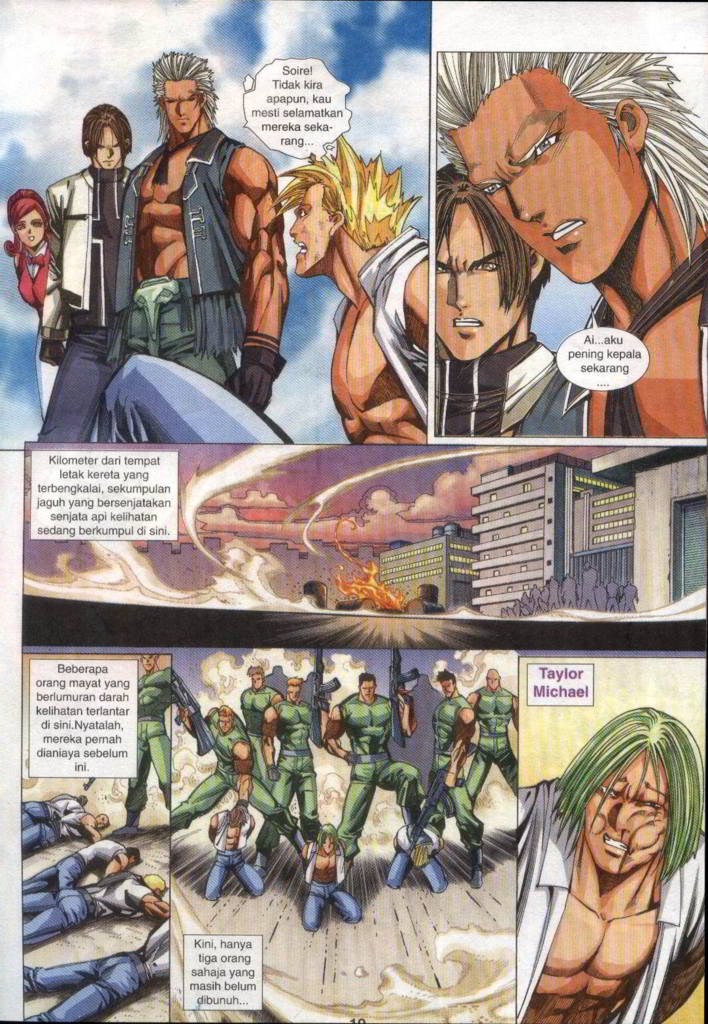 Soire!
Tidak kira
apapun, kau
mesti selamatkan
mereka seka-
rang...
Ai...aku
pening kepala
sekarang
....
Kilometer dari tempat
letak kereta yang
terbengkalai, sekumpulan
jaguh yang bersenjatakan
senjata api kelihatan
sedang berkumpul di sini.
Beberapa
orang mayat yang
berlumuran darah
kelihatan terlantar
di sini.Nyatalah,
mereka pernah
dianiaya sebelum
ini.
Kini, hanya
tiga orang
sahaja yang
masih belum
dibunuh...
Taylor
Michael
10